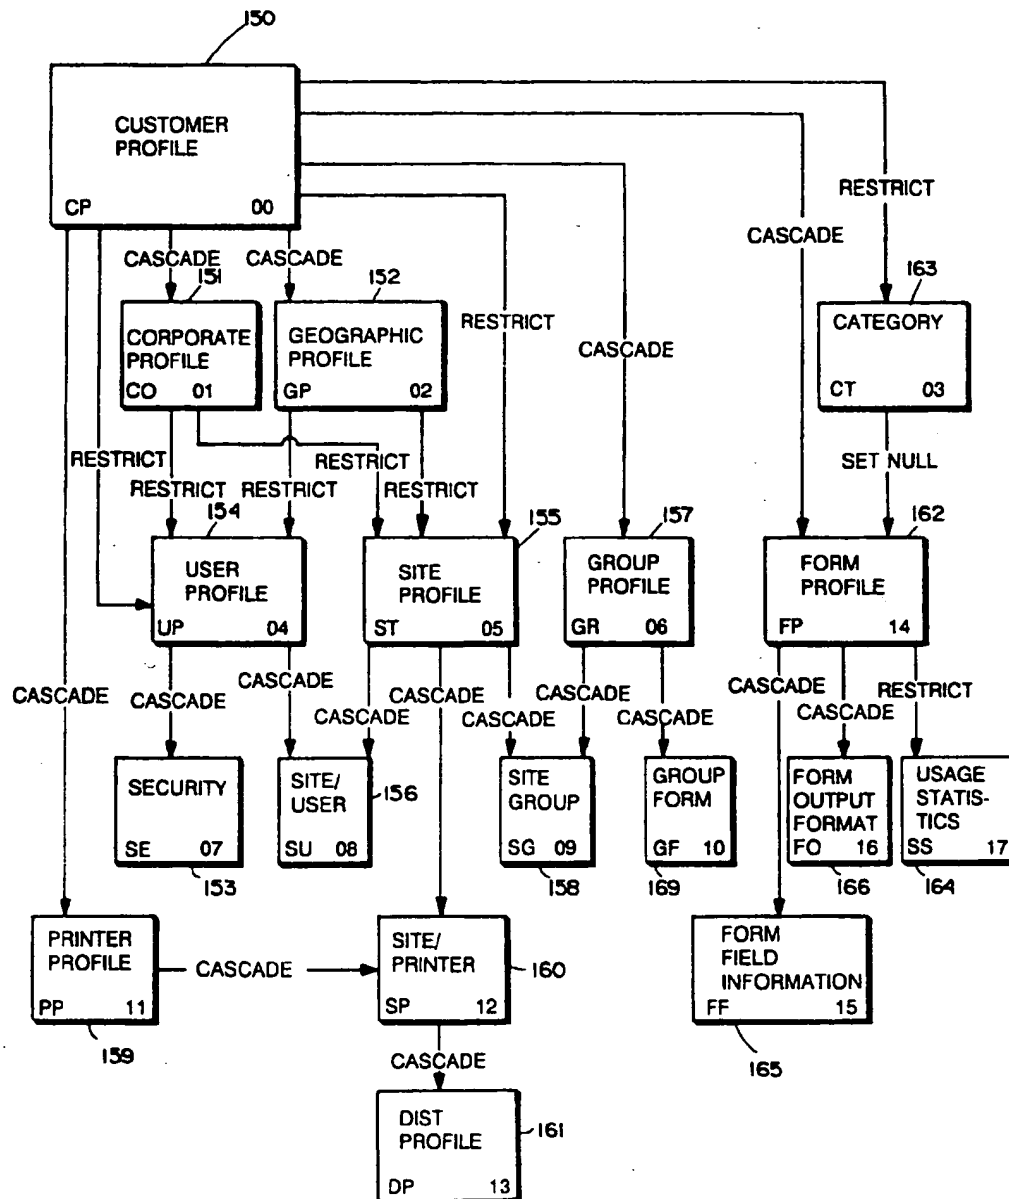 150
CUSTOMER
PROFILE
CP 00
RESTRICT
CASCADE
CASCADE CASCADE
151 152 163
CORPORATE
PROFILE
CO 01
GEOGRAPHIC
PROFILE
GP 02
RESTRICT
CASCADE
CATEGORY
CT 03
RESTRICT RESTRICT
RESTRICT RESTRICT RESTRICT
SET NULL
154 155 157 162
USER
PROFILE
UP 04
SITE
PROFILE
ST 05
GROUP
PROFILE
GR 06
FORM
PROFILE
FP 14
CASCADE CASCADE CASCADE CASCADE CASCADE RESTRICT
CASCADE CASCADE CASCADE CASCADE
SECURITY
SE 07
153
SITE/
USER
SU 08
156
SITE
GROUP
SG 09
158
GROUP
FORM
GF 10
169
FORM
OUTPUT
FORMAT
FO 16
166
USAGE
STATIS-
TICS
SS 17
164
PRINTER
PROFILE
PP 11
159
CASCADE
SITE/
PRINTER
SP 12
160
FORM
FIELD
INFORMATION
FF 15
165
CASCADE
DIST
PROFILE
DP 13
161